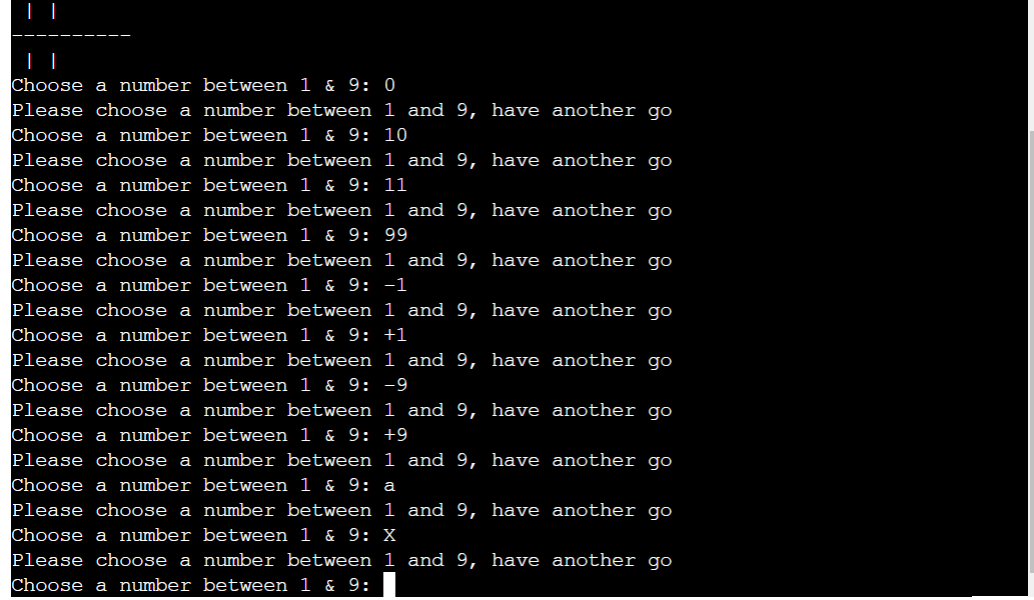 | |
----------
 | |
Choose a number between 1 & 9: 0
Please choose a number between 1 and 9, have another go
Choose a number between 1 & 9: 10
Please choose a number between 1 and 9, have another go
Choose a number between 1 & 9: 11
Please choose a number between 1 and 9, have another go
Choose a number between 1 & 9: 99
Please choose a number between 1 and 9, have another go
Choose a number between 1 & 9: -1
Please choose a number between 1 and 9, have another go
Choose a number between 1 & 9: +1
Please choose a number between 1 and 9, have another go
Choose a number between 1 & 9: -9
Please choose a number between 1 and 9, have another go
Choose a number between 1 & 9: +9
Please choose a number between 1 and 9, have another go
Choose a number between 1 & 9: a
Please choose a number between 1 and 9, have another go
Choose a number between 1 & 9: X
Please choose a number between 1 and 9, have another go
Choose a number between 1 & 9: